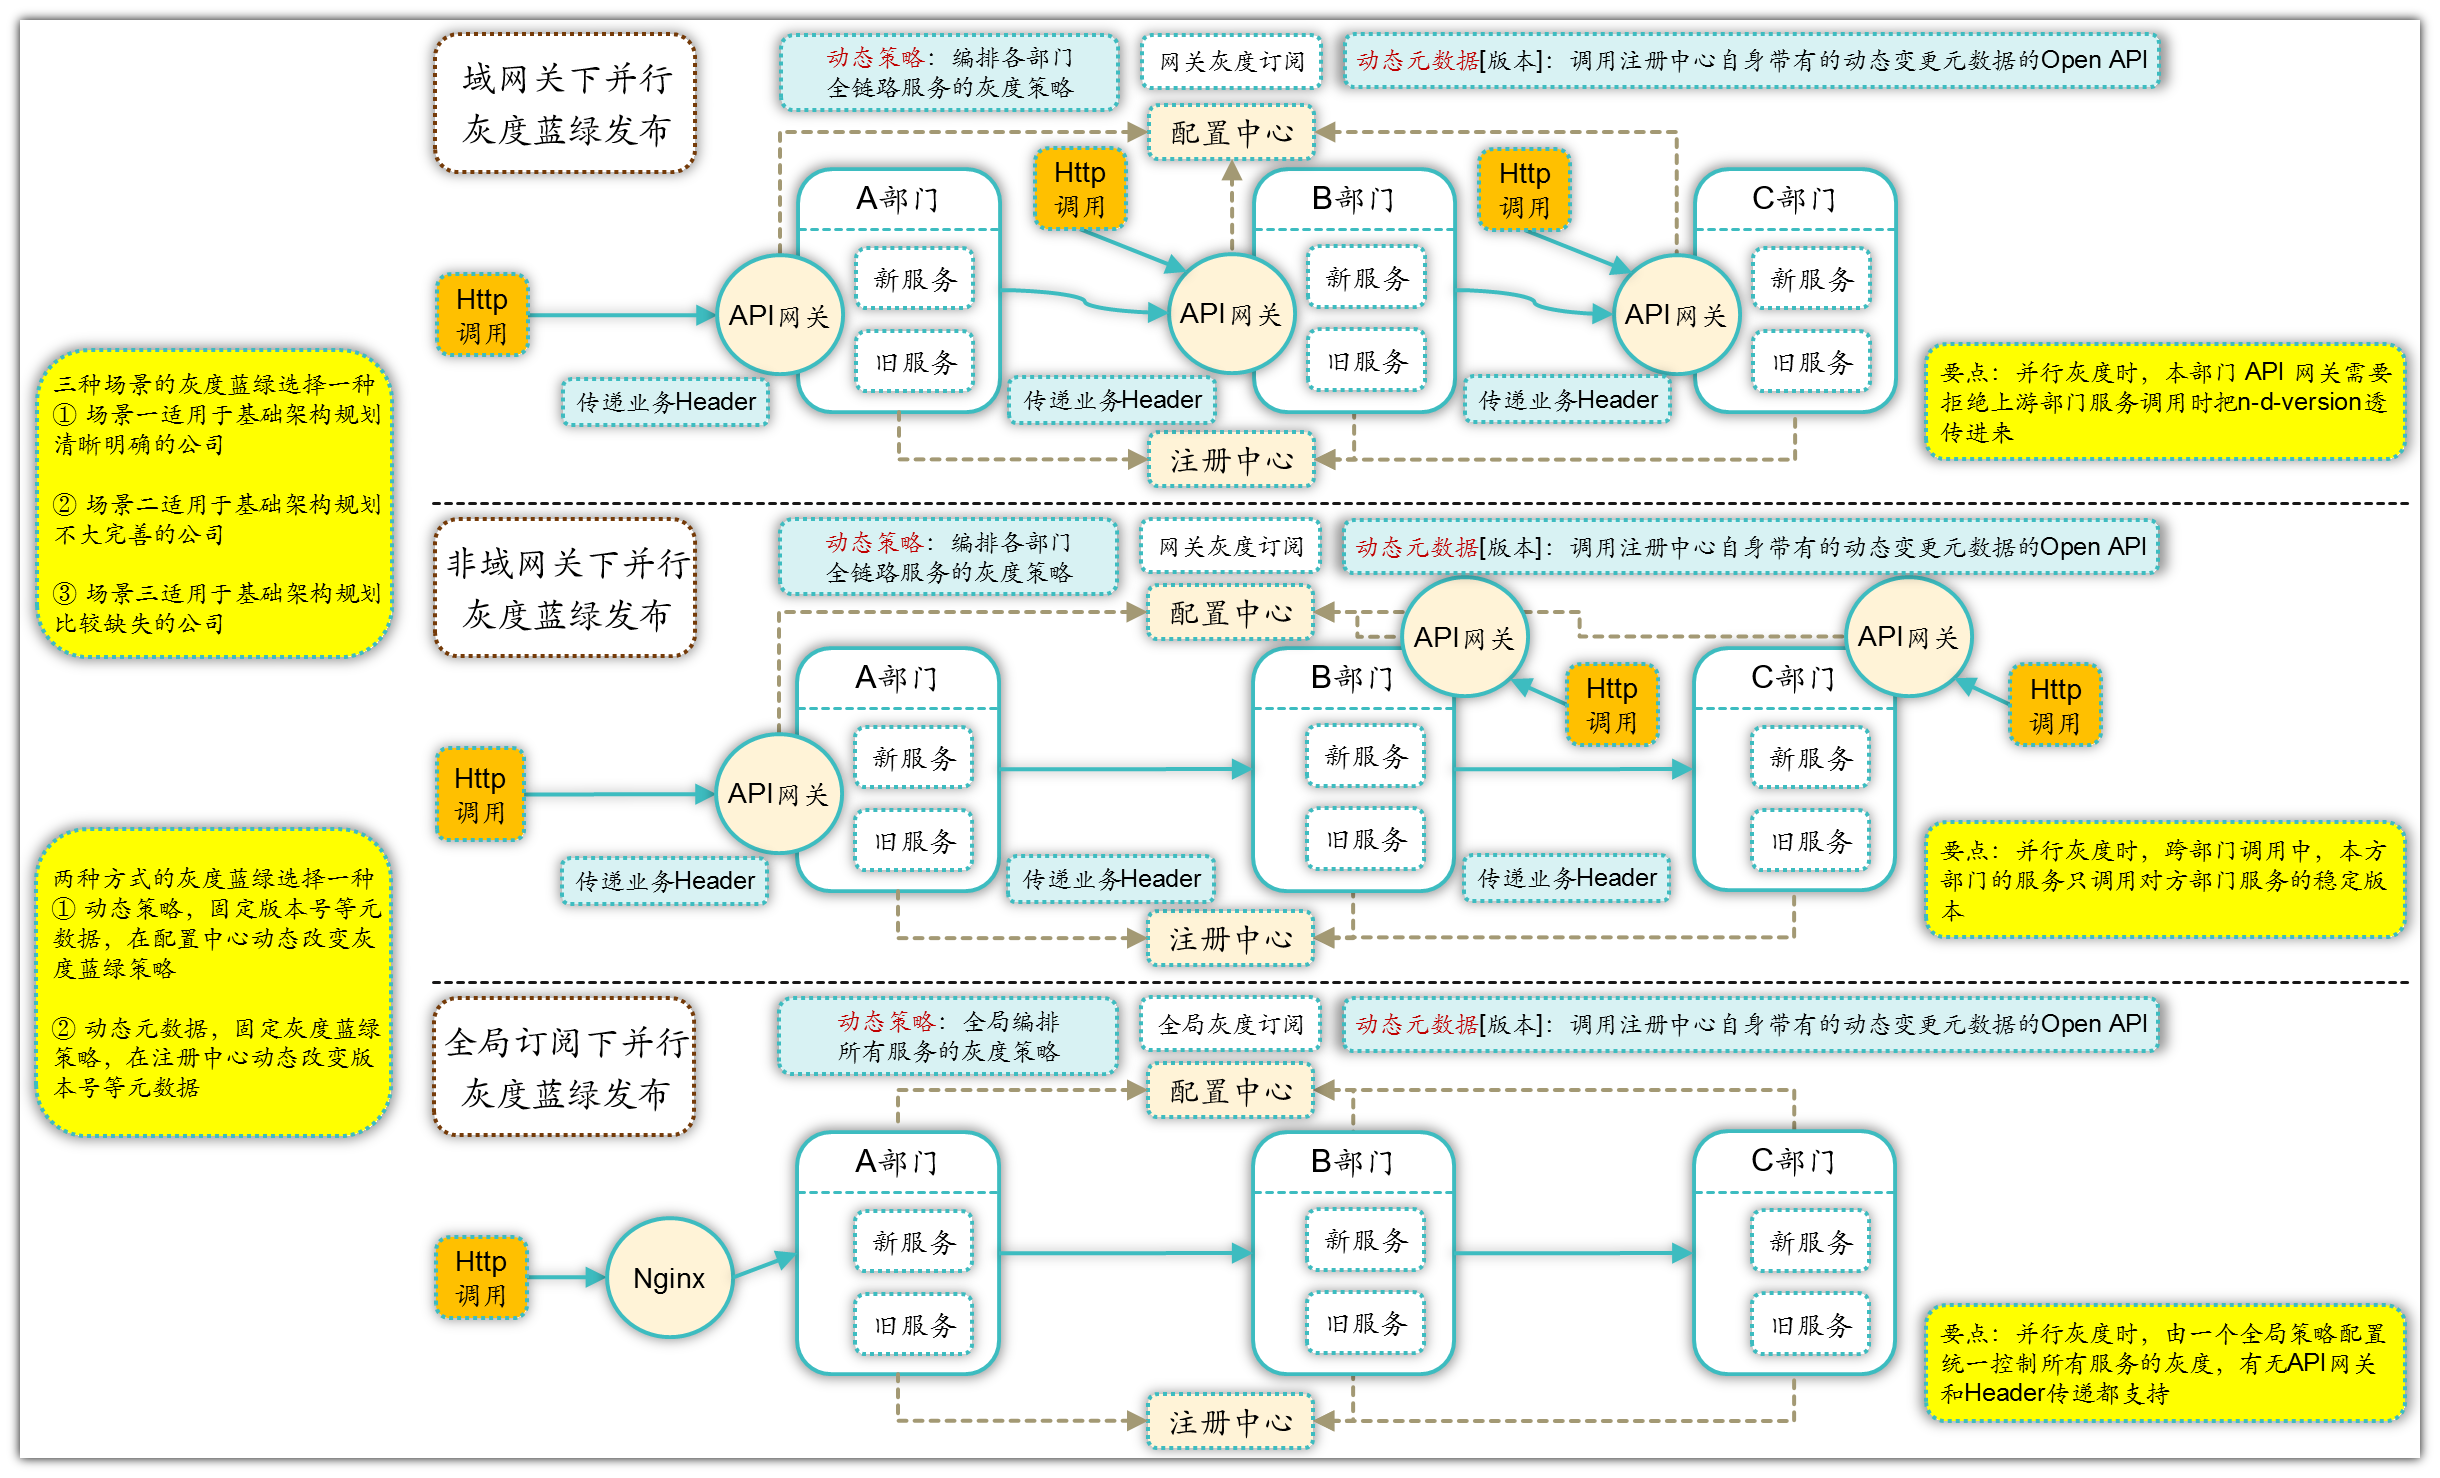 域网关下并行
灰度蓝绿发布
动态策略：编排各部门
全链路服务的灰度策略
网关灰度订阅
动态元数据[版本]：调用注册中心自身带有的动态变更元数据的Open API
配置中心
Http
调用
API网关
A部门
新服务
旧服务
Http
调用
API网关
B部门
新服务
旧服务
Http
调用
API网关
C部门
新服务
旧服务
传递业务Header
传递业务Header
传递业务Header
注册中心
要点：并行灰度时，本部门 API 网关需要
拒绝上游部门服务调用时把n-d-version透
传进来
三种场景的灰度蓝绿选择一种
① 场景一适用于基础架构规划
清晰明确的公司
② 场景二适用于基础架构规划
不大完善的公司
③ 场景三适用于基础架构规划
比较缺失的公司
非域网关下并行
灰度蓝绿发布
动态策略：编排各部门
全链路服务的灰度策略
网关灰度订阅
动态元数据[版本]：调用注册中心自身带有的动态变更元数据的Open API
配置中心
Http
调用
API网关
A部门
新服务
旧服务
B部门
新服务
旧服务
API网关
Http
调用
C部门
新服务
旧服务
API网关
Http
调用
传递业务Header
传递业务Header
传递业务Header
注册中心
要点：并行灰度时，跨部门调用中，本方
部门的服务只调用对方部门服务的稳定版
本
两种方式的灰度蓝绿选择一种
① 动态策略，固定版本号等元
数据，在配置中心动态改变灰
度蓝绿策略
② 动态元数据，固定灰度蓝绿
策略，在注册中心动态改变版
本号等元数据
全局订阅下并行
灰度蓝绿发布
动态策略：全局编排
所有服务的灰度策略
全局灰度订阅
动态元数据[版本]：调用注册中心自身带有的动态变更元数据的Open API
配置中心
Http
调用
Nginx
A部门
新服务
旧服务
B部门
新服务
旧服务
C部门
新服务
旧服务
注册中心
要点：并行灰度时，由一个全局策略配置
统一控制所有服务的灰度，有无API网关
和Header传递都支持